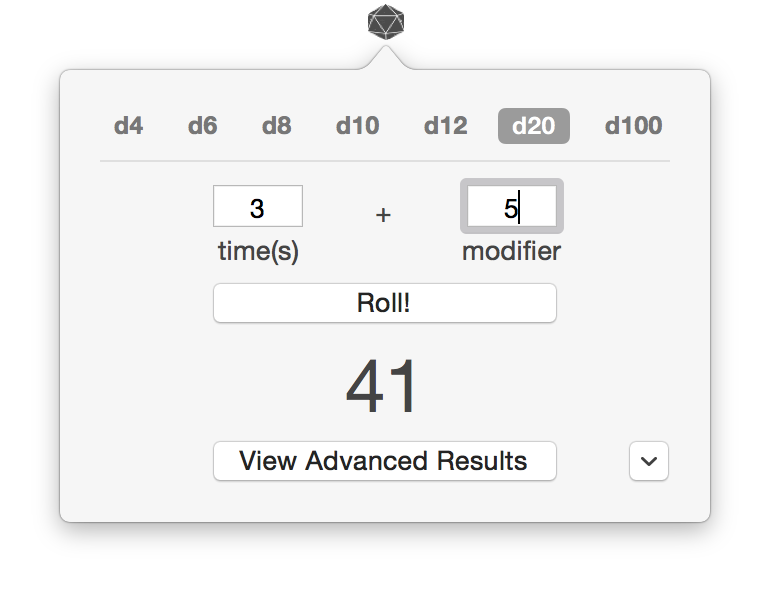 d4 d6 d8 d10 d12 d20 d100
3 + 5
time(s) modifier
Roll!
41
View Advanced Results